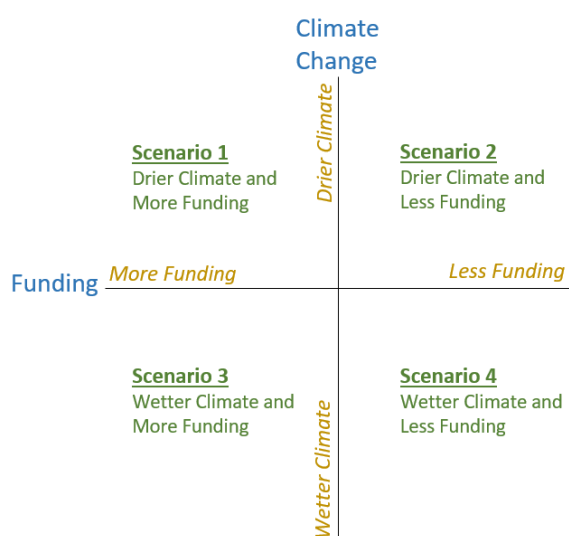 Climate
Change
Drier Climate
Scenario 1
Drier Climate and
More Funding
Scenario 2
Drier Climate and
Less Funding
Funding
More Funding
Less Funding
Scenario 3
Wetter Climate and
More Funding
Scenario 4
Wetter Climate and
Less Funding
Wetter Climate